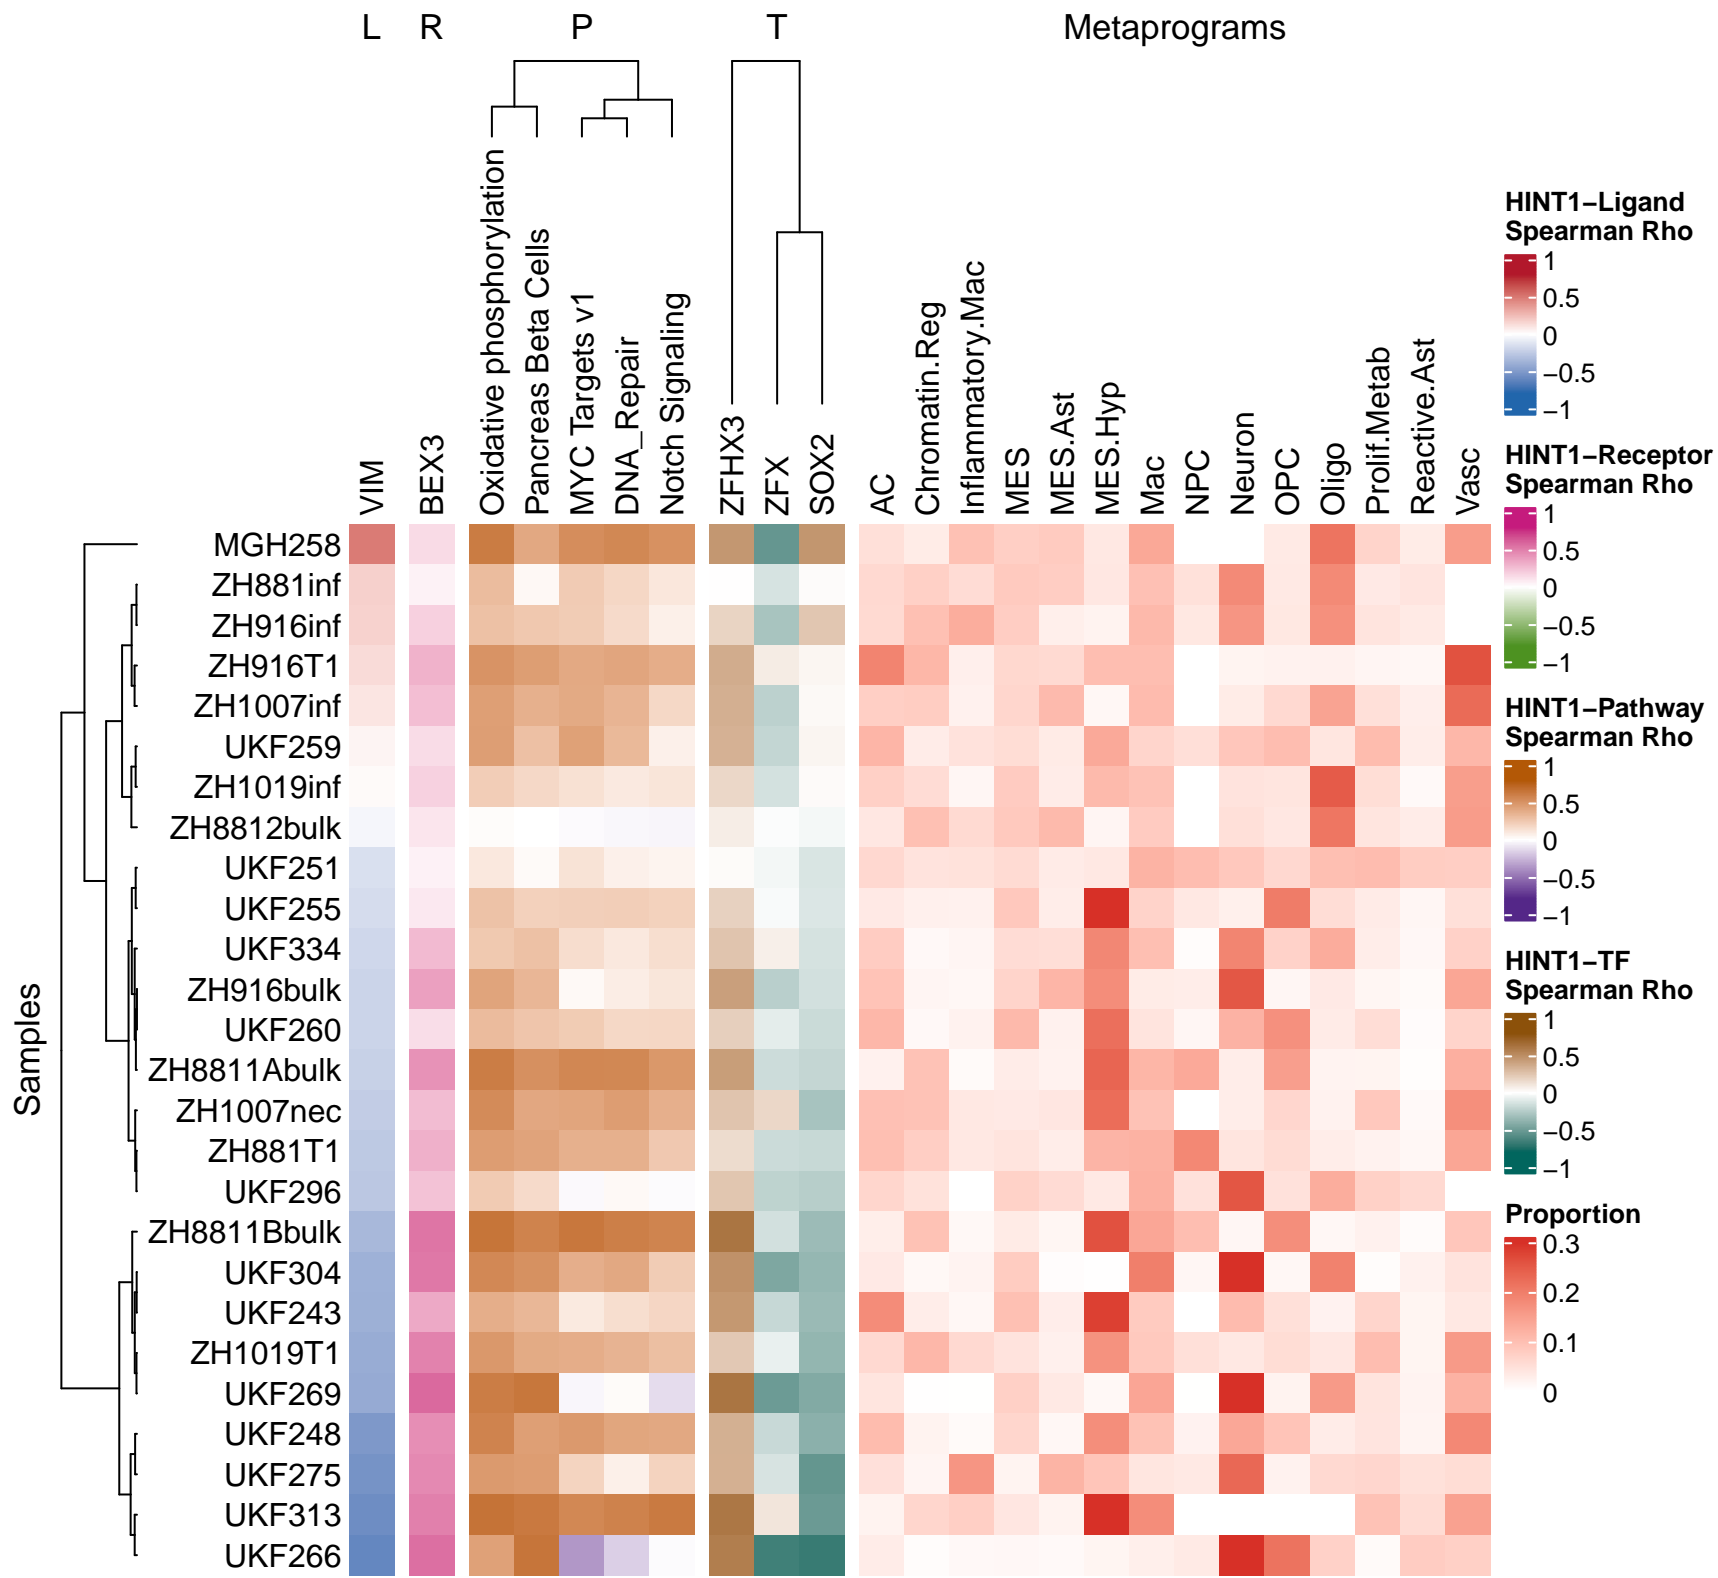 L R P T Metaprograms
VIM
BEX3
Oxidative phosphorylation
Pancreas Beta Cells
MYC Targets v1
DNA_Repair
Notch Signaling
ZFHX3
ZFX
SOX2
AC
Chromatin.Reg
Inflammatory.Mac
MES
MES.Ast
MES.Hyp
Mac
NPC
Neuron
OPC
Oligo
Prolif.Metab
Reactive.Ast
Vasc
Samples
MGH258
ZH881inf
ZH916inf
ZH916T1
ZH1007inf
UKF259
ZH1019inf
ZH8812bulk
UKF251
UKF255
UKF334
ZH916bulk
UKF260
ZH8811Abulk
ZH1007nec
ZH881T1
UKF296
ZH8811Bbulk
UKF304
UKF243
ZH1019T1
UKF269
UKF248
UKF275
UKF313
UKF266
HINT1−Ligand
Spearman Rho
1
0.5
0
−0.5
−1
HINT1−Receptor
Spearman Rho
1
0.5
0
−0.5
−1
HINT1−Pathway
Spearman Rho
1
0.5
0
−0.5
−1
HINT1−TF
Spearman Rho
1
0.5
0
−0.5
−1
Proportion
0.3
0.2
0.1
0